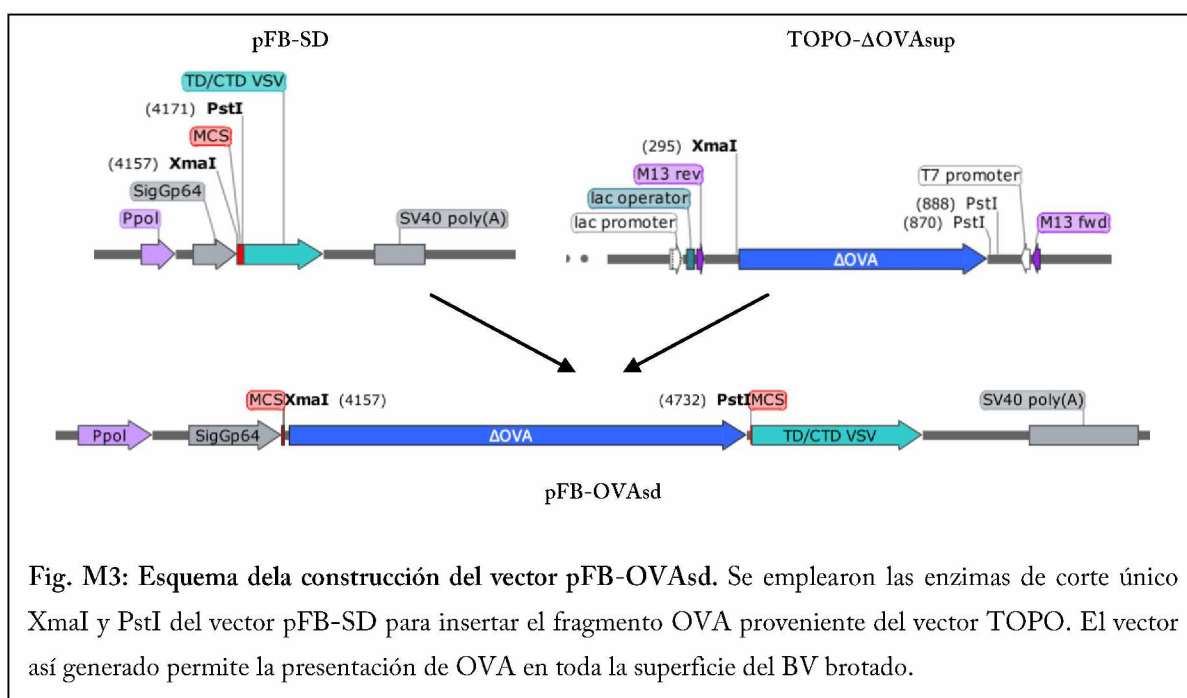 pFB-SD
TOPO-ΔOVAsup
TD/CTD VSV
(4171) PstI
MCS
(4157) XmaI
SigGp64
Ppol
SV40 poly(A)
(295) XmaI
M13 rev
lac operator
lac promoter
T7 promoter
(888) PstI
(870) PstI
M13 fwd
ΔOVA
MCS XmaI (4157)
(4732) PstI MCS
SV40 poly(A)
Ppol
SigGp64
ΔOVA
TD/CTD VSV
pFB-OVAsd
Fig. M3: Esquema dela construcción del vector pFB-OVAsd. Se emplearon las enzimas de corte único
XmaI y PstI del vector pFB-SD para insertar el fragmento OVA proveniente del vector TOPO. El vector
así generado permite la presentación de OVA en toda la superficie del BV brotado.